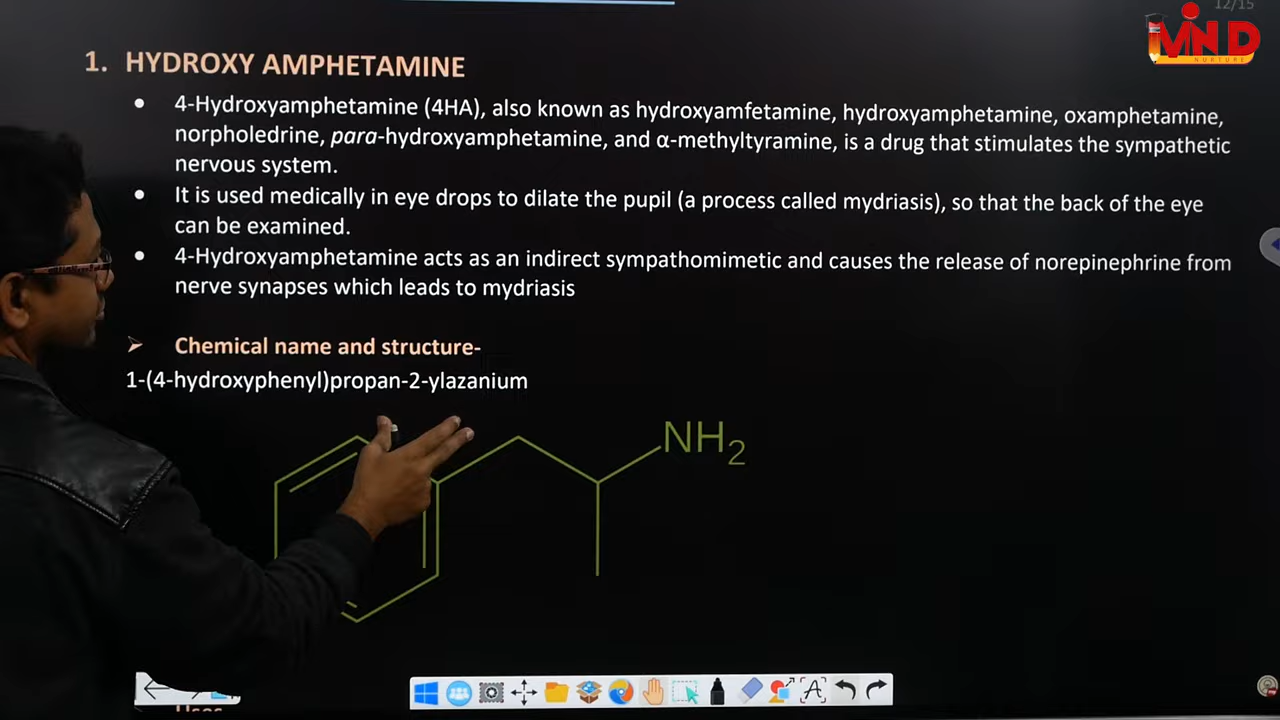 12/15
MIND
NURTURE
1. HYDROXY AMPHETAMINE
• 4-Hydroxyamphetamine (4HA), also known as hydroxyamfetamine, hydroxyamphetamine, oxamphetamine,
norpholedrine, para-hydroxyamphetamine, and α-methyltyramine, is a drug that stimulates the sympathetic
nervous system.
• It is used medically in eye drops to dilate the pupil (a process called mydriasis), so that the back of the eye
can be examined.
• 4-Hydroxyamphetamine acts as an indirect sympathomimetic and causes the release of norepinephrine from
nerve synapses which leads to mydriasis
➢ Chemical name and structure-
1-(4-hydroxyphenyl)propan-2-ylazanium
NH2
A